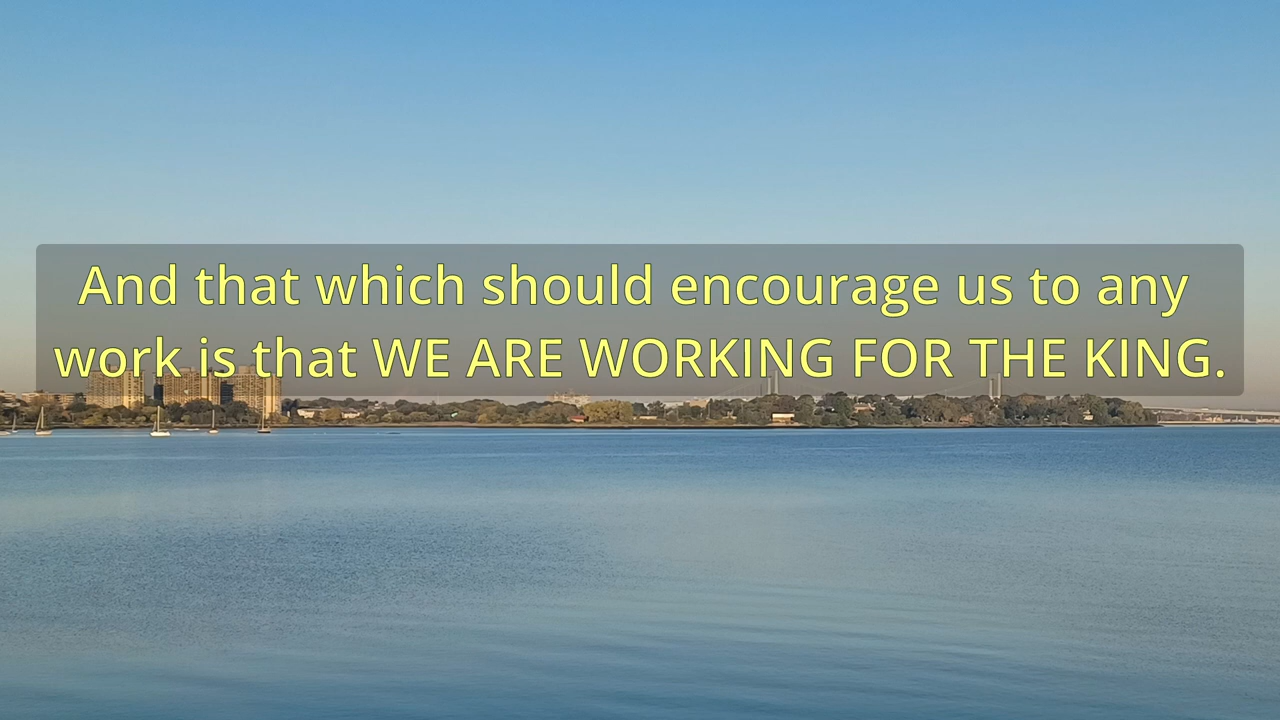 And that which should encourage us to any
work is that WE ARE WORKING FOR THE KING.